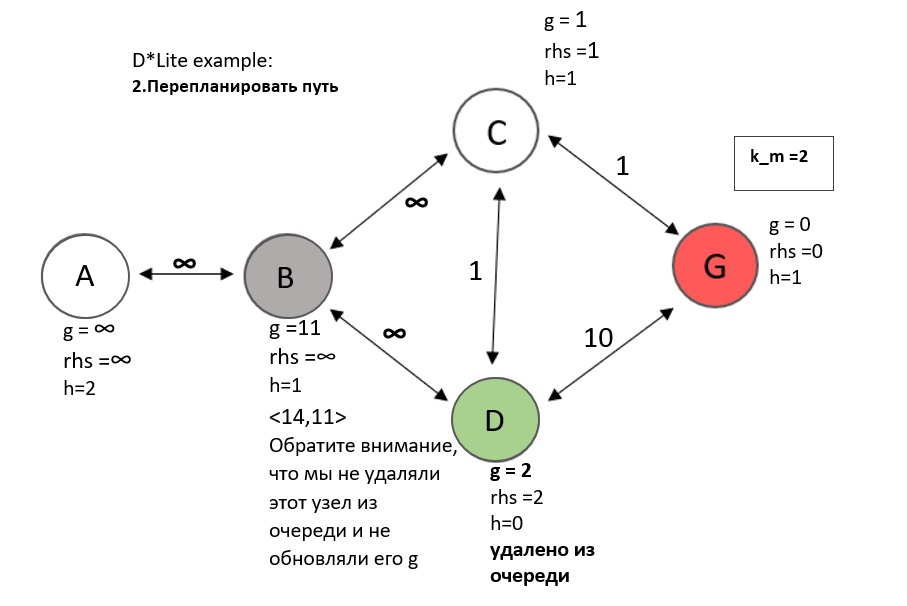 D*Lite example:
2.Перепланировать путь
g = 1
rhs =1
h=1
C
k_m =2
1
∞
g = 0
rhs =0
h=1
G
∞
A
B
1
g = ∞
rhs =∞
h=2
g =11
rhs =∞
h=1
<14,11>
Обратите внимание,
что мы не удаляли
этот узел из
очереди и не
обновляли его g
∞
10
D
g = 2
rhs =2
h=0
удалено из
очереди